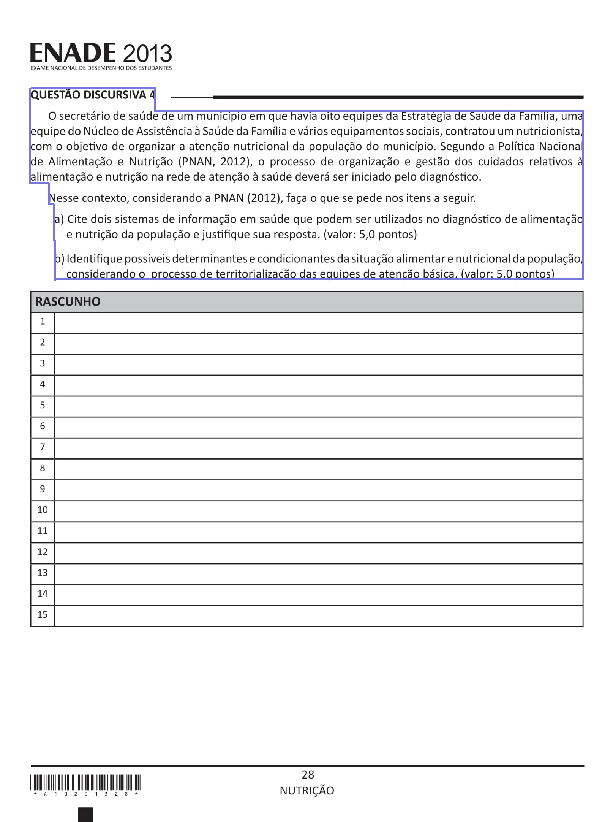 ENADE 2013
EXAME NACIONAL DE DESEMPENHO DOS ESTUDANTES
QUESTÃO DISCURSIVA 4
O secretário de saúde de um município em que havia oito equipes da Estratégia de Saúde da Família, uma
equipe do Núcleo de Assistência à Saúde da Família e vários equipamentos sociais, contratou um nutricionista,
com o objetivo de organizar a atenção nutricional da população do município. Segundo a Política Nacional
de Alimentação e Nutrição (PNAN, 2012), o processo de organização e gestão dos cuidados relativos à
alimentação e nutrição na rede de atenção à saúde deverá ser iniciado pelo diagnóstico.
Nesse contexto, considerando a PNAN (2012), faça o que se pede nos itens a seguir.
a) Cite dois sistemas de informação em saúde que podem ser utilizados no diagnóstico de alimentação
e nutrição da população e justifique sua resposta. (valor: 5,0 pontos)
b) Identifique possíveis determinantes e condicionantes da situação alimentar e nutricional da população,
considerando o processo de territorialização das equipes de atenção básica. (valor: 5,0 pontos)
RASCUNHO
1
2
3
4
5
6
7
8
9
10
11
12
13
14
15
28
NUTRIÇÃO
* A 1 3 2 0 1 3 2 8 *